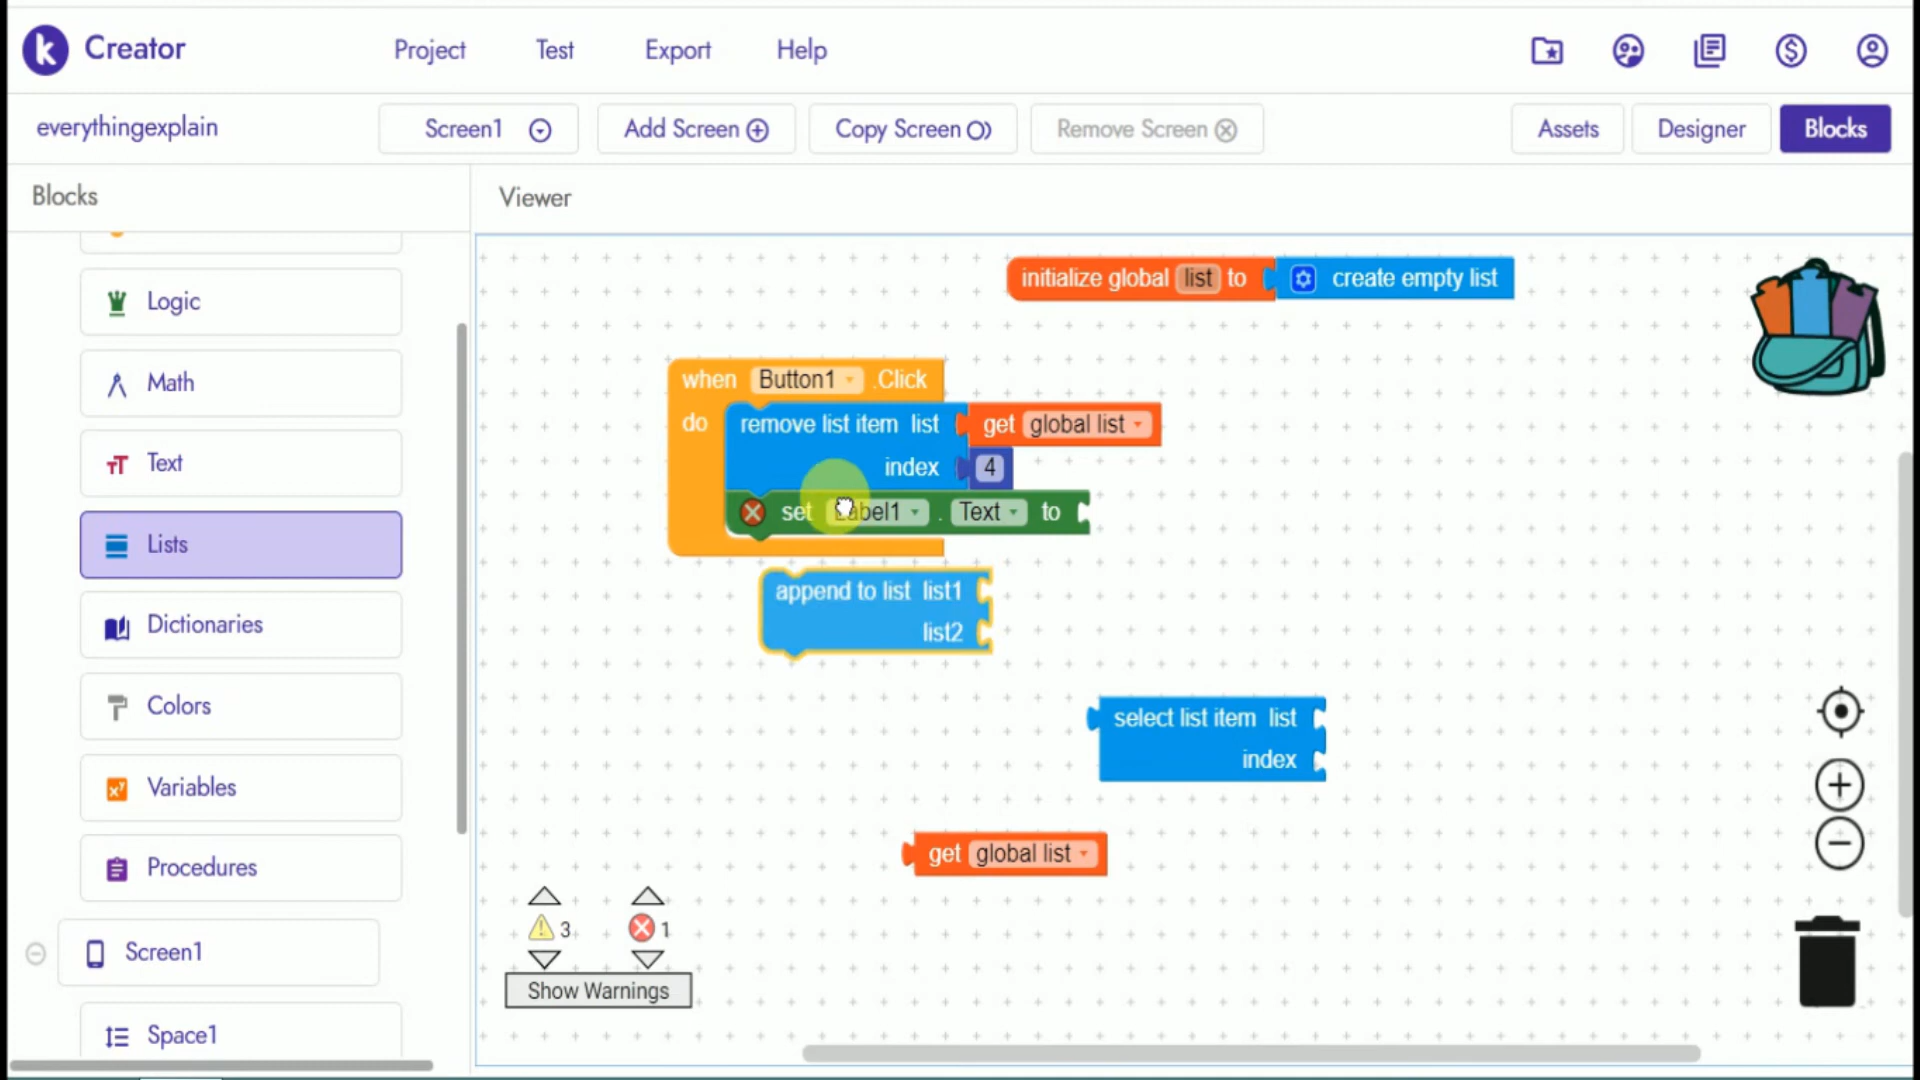 k Creator
Project
Test
Export
Help
everythingexplain
Screen1
Add Screen
Copy Screen
Remove Screen
Assets
Designer
Blocks
Blocks
Viewer
Logic
Math
Text
Lists
Dictionaries
Colors
Variables
Procedures
Screen1
Space1
initialize global list to create empty list
when Button1 .Click
do remove list item list get global list
index 4
set Label1 . Text to
append to list list1
list2
select list item list
index
get global list
3 1
Show Warnings